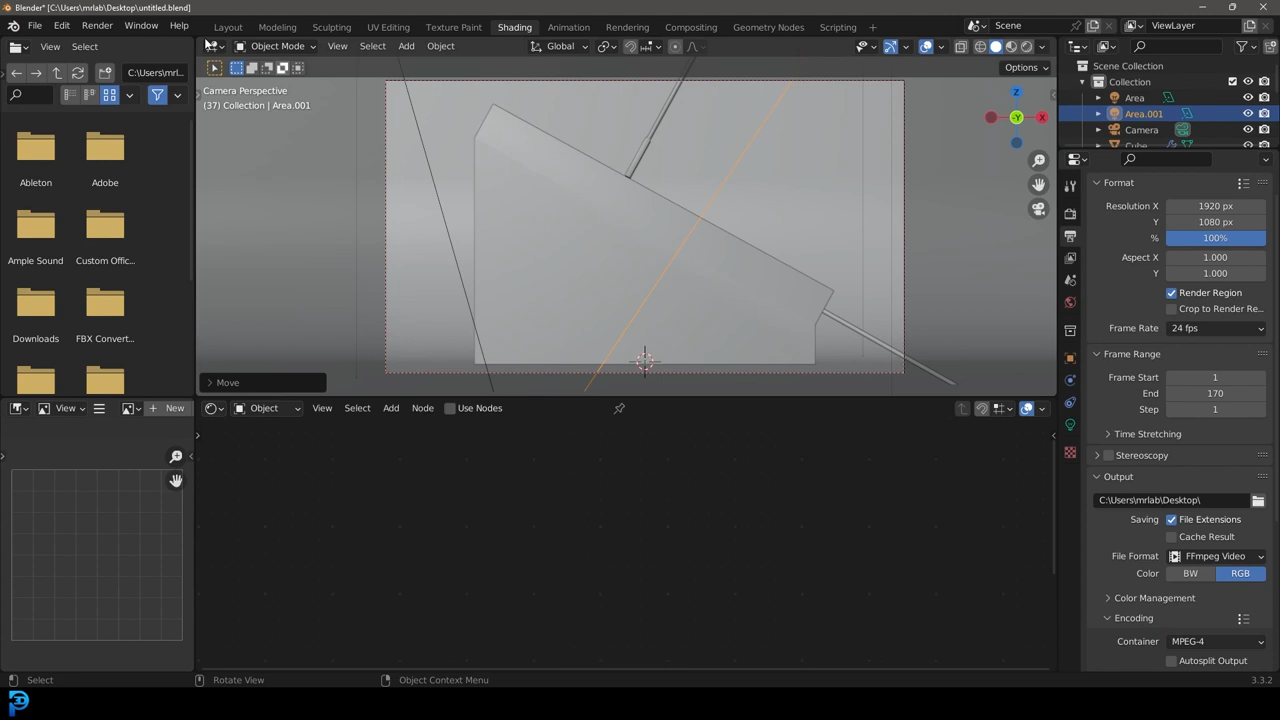 Blender* [C:\Users\mrlab\Desktop\untitled.blend]
File Edit Render Window Help
Layout Modeling Sculpting UV Editing Texture Paint Shading Animation Rendering Compositing Geometry Nodes Scripting
Scene
ViewLayer
View Select
Object Mode View Select Add Object
Global
C:\Users\mrl...
Options
Camera Perspective
(37) Collection | Area.001
Z
-Y
X
Scene Collection
Collection
Area
Area.001
Camera
Ableton Adobe
Ample Sound Custom Offic...
Downloads FBX Convert...
Move
View
New
Object View Select Add Node Use Nodes
Format
Resolution X 1920 px
Y 1080 px
% 100%
Aspect X 1.000
Y 1.000
Render Region
Crop to Render Re...
Frame Rate 24 fps
Frame Range
Frame Start 1
End 170
Step 1
Time Stretching
Stereoscopy
Output
C:\Users\mrlab\Desktop\
Saving File Extensions
Cache Result
File Format FFmpeg Video
Color BW RGB
Color Management
Encoding
Container MPEG-4
Autosplit Output
Select Rotate View Object Context Menu 3.3.2